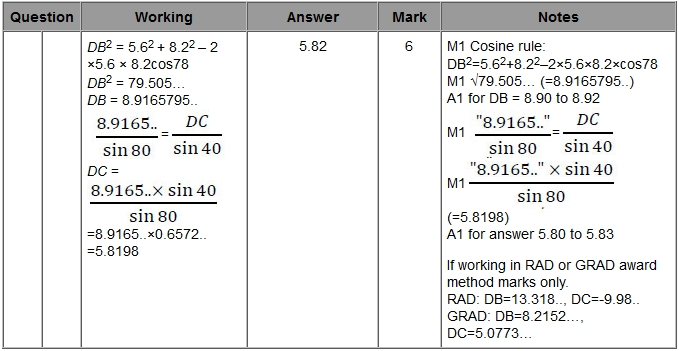 Question Working Answer Mark Notes
DB² = 5.6² + 8.2² – 2
×5.6 × 8.2cos78
DB² = 79.505…
DB = 8.9165795..
8.9165.. / sin 80 = DC / sin 40
DC =
8.9165..× sin 40 / sin 80
=8.9165..×0.6572..
=5.8198
5.82
6
M1 Cosine rule:
DB²=5.6²+8.2²–2×5.6×8.2×cos78
M1 √79.505… (=8.9165795..)
A1 for DB = 8.90 to 8.92
M1 "8.9165.." / sin 80 = DC / sin 40
M1 "8.9165.." × sin 40 / sin 80
(=5.8198)
A1 for answer 5.80 to 5.83
If working in RAD or GRAD award
method marks only.
RAD: DB=13.318.., DC=-9.98..
GRAD: DB=8.2152…,
DC=5.0773…